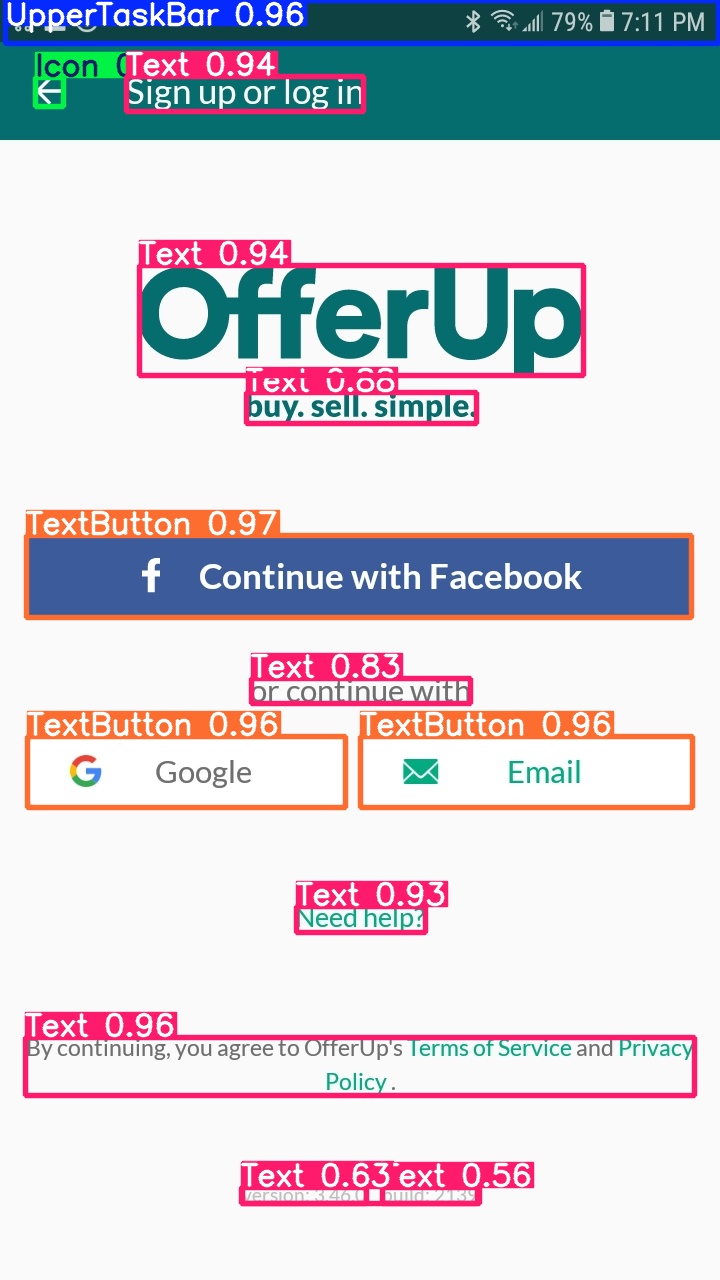 UpperTaskBar 0.96
79% 7:11 PM
Icon 0
Text 0.94
Sign up or log in
Text 0.94
OfferUp
Text 0.88
buy. sell. simple.
TextButton 0.97
Continue with Facebook
Text 0.83
or continue with
TextButton 0.96 TextButton 0.96
Google Email
Text 0.93
Need help?
Text 0.96
By continuing, you agree to OfferUp's Terms of Service and Privacy
Policy .
Text 0.63 ext 0.56
version: 3.46.0 build: 2139